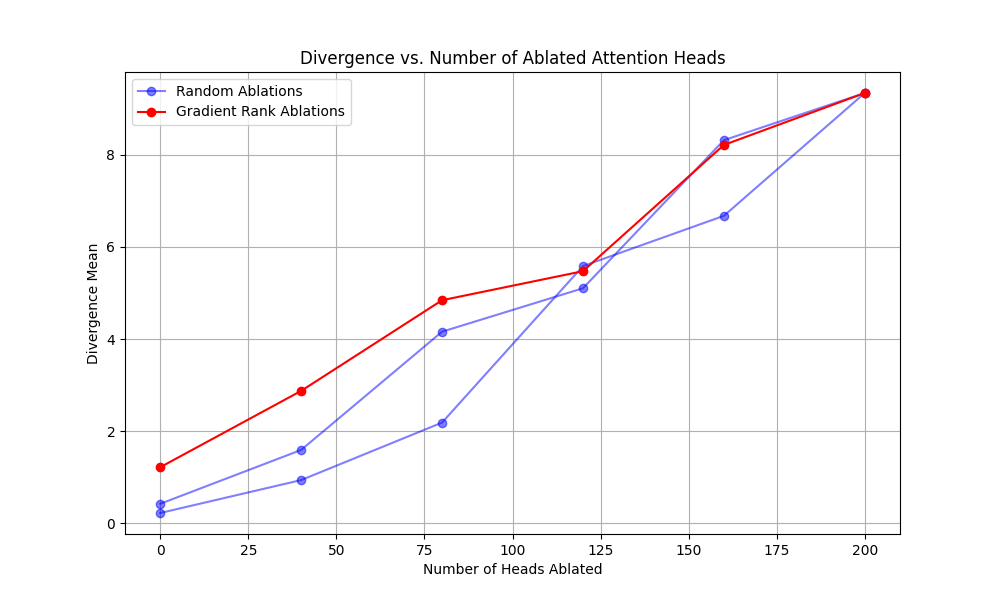 Divergence vs. Number of Ablated Attention Heads
Random Ablations
Gradient Rank Ablations
8
6
4
2
0
Divergence Mean
0 25 50 75 100 125 150 175 200
Number of Heads Ablated